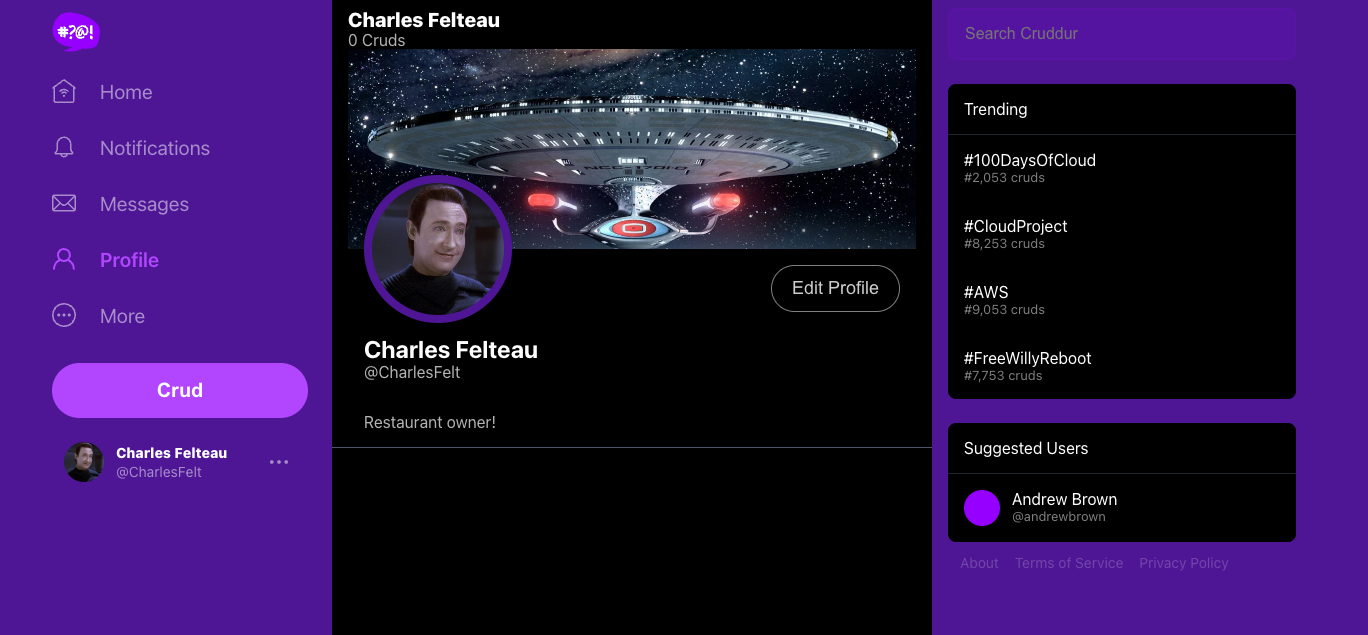 #?@!
Home
Notifications
Messages
Profile
More
Crud
Charles Felteau
@CharlesFelt
Charles Felteau
0 Cruds
Edit Profile
Charles Felteau
@CharlesFelt
Restaurant owner!
Search Cruddur
Trending
#100DaysOfCloud
#2,053 cruds
#CloudProject
#8,253 cruds
#AWS
#9,053 cruds
#FreeWillyReboot
#7,753 cruds
Suggested Users
Andrew Brown
@andrewbrown
About Terms of Service Privacy Policy